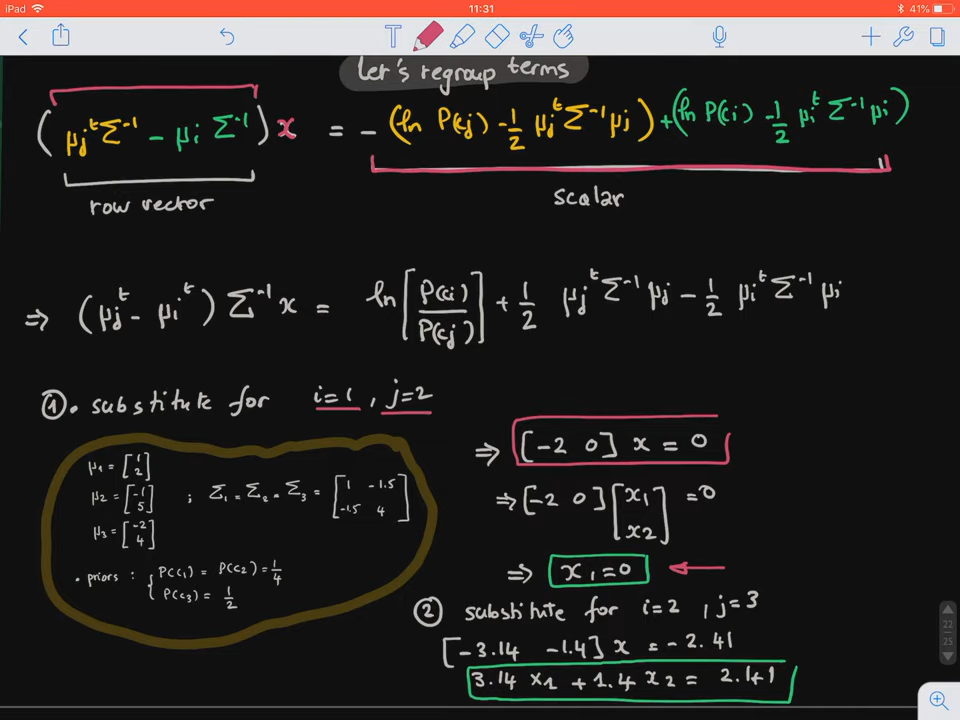 iPad 11:31 41%
Let's regroup terms
(μj^t Σ^-1 - μi Σ^-1) x = - (ln P(cj) - 1/2 μj^t Σ^-1 μj) + (ln P(ci) - 1/2 μi^t Σ^-1 μi)
row vector
scalar
⇒ (μj^t - μi^t) Σ^-1 x = ln [P(ci)/P(cj)] + 1/2 μj^t Σ^-1 μj - 1/2 μi^t Σ^-1 μi
①. substitute for i=1, j=2
μ1 = [1 2]
μ2 = [-1 5] ; Σ1 = Σ2 = Σ3 = [1 -1.5 -1.5 4]
μ3 = [-2 4]
. priors : { P(c1) = P(c2) = 1/4
P(c3) = 1/2
⇒ [-2 0] x = 0
⇒ [-2 0] [x1 x2] = 0
⇒ x1 = 0
② substitute for i=2, j=3
[-3.14 -1.4] x = -2.41
3.14 x1 + 1.4 x2 = 2.41
22
25